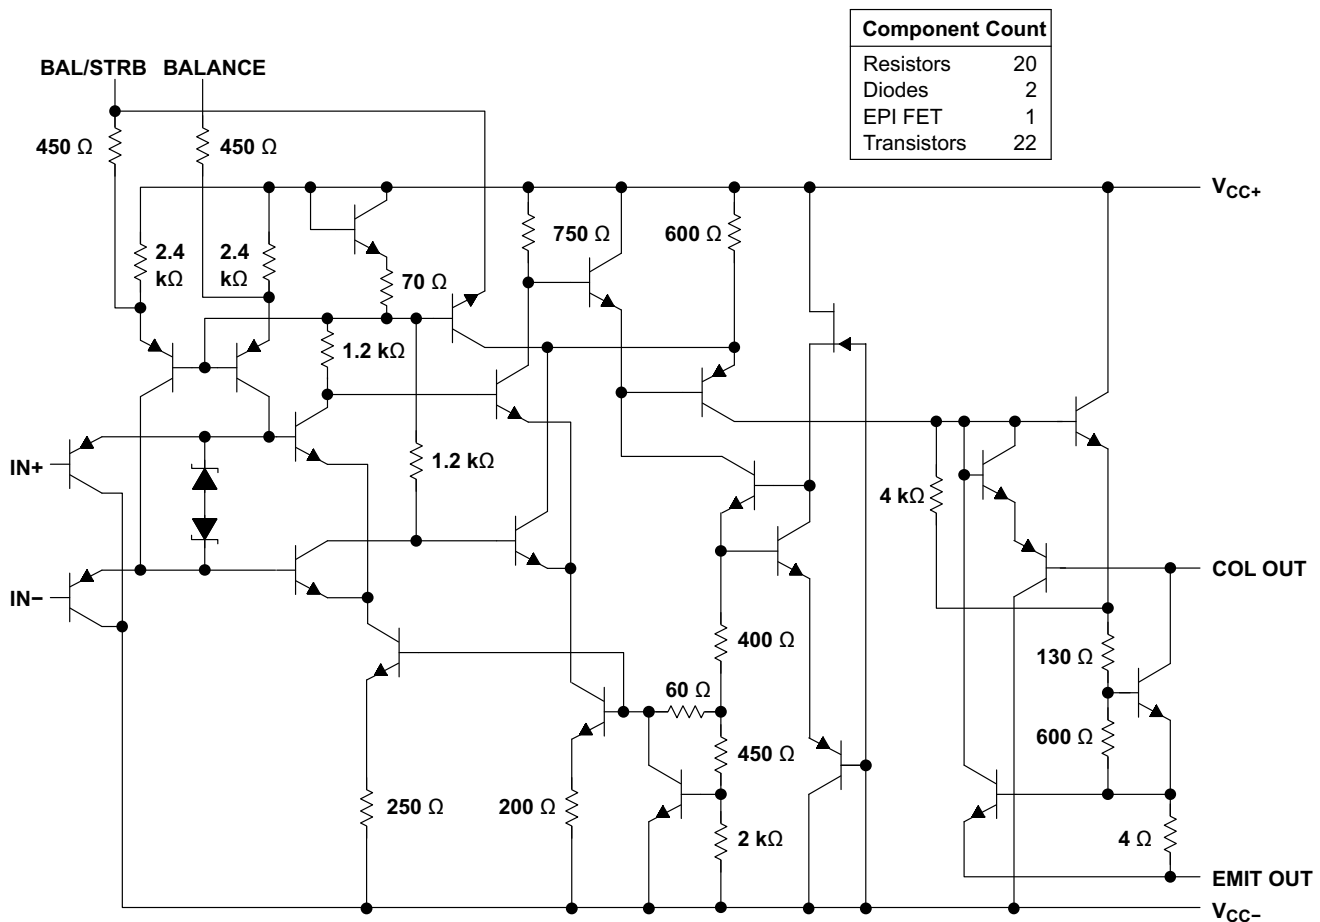 Component Count
Resistors 20
Diodes 2
EPI FET 1
Transistors 22
BAL/STRB BALANCE
450 Ω 450 Ω
V_CC+
2.4 kΩ
2.4 kΩ
70 Ω
750 Ω
600 Ω
1.2 kΩ
IN+
1.2 kΩ
4 kΩ
COL OUT
IN−
400 Ω
130 Ω
60 Ω
450 Ω
600 Ω
250 Ω
200 Ω
2 kΩ
4 Ω
EMIT OUT
V_CC−